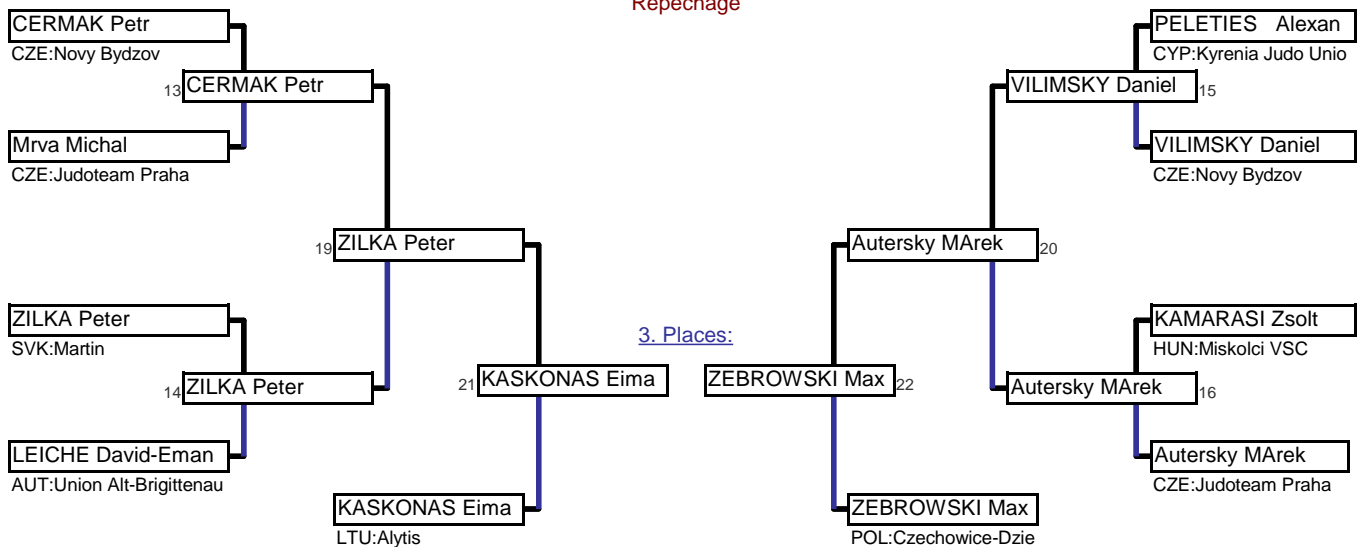 Repechage
CERMAK Petr
CZE:Novy Bydzov
13 CERMAK Petr
Mrva Michal
CZE:Judoteam Praha
19 ZILKA Peter
ZILKA Peter
SVK:Martin
14 ZILKA Peter
LEICHE David-Eman
AUT:Union Alt-Brigittenau
3. Places:
21 KASKONAS Eima
KASKONAS Eima
LTU:Alytis
PELETIES Alexan
CYP:Kyrenia Judo Unio
VILIMSKY Daniel 15
VILIMSKY Daniel
CZE:Novy Bydzov
Autersky MArek 20
KAMARASI Zsolt
HUN:Miskolci VSC
Autersky MArek 16
Autersky MArek
CZE:Judoteam Praha
ZEBROWSKI Max 22
ZEBROWSKI Max
POL:Czechowice-Dzie